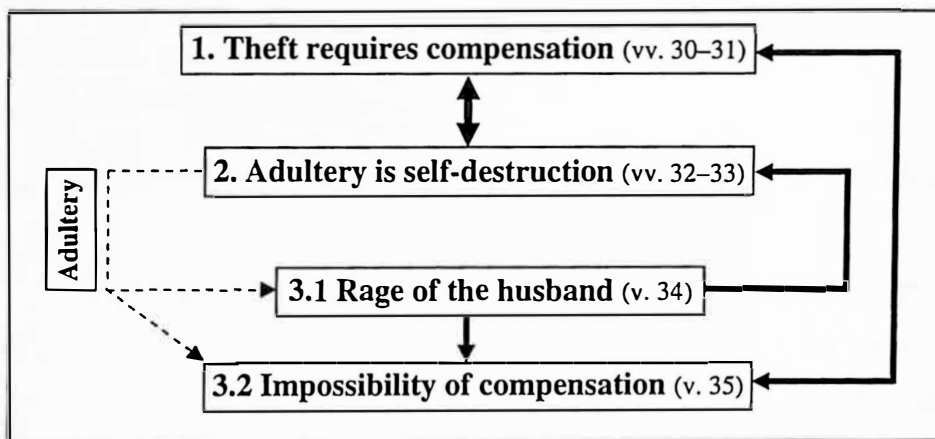 1. Theft requires compensation (vv. 30–31)
2. Adultery is self-destruction (vv. 32–33)
Adultery
3.1 Rage of the husband (v. 34)
3.2 Impossibility of compensation (v. 35)